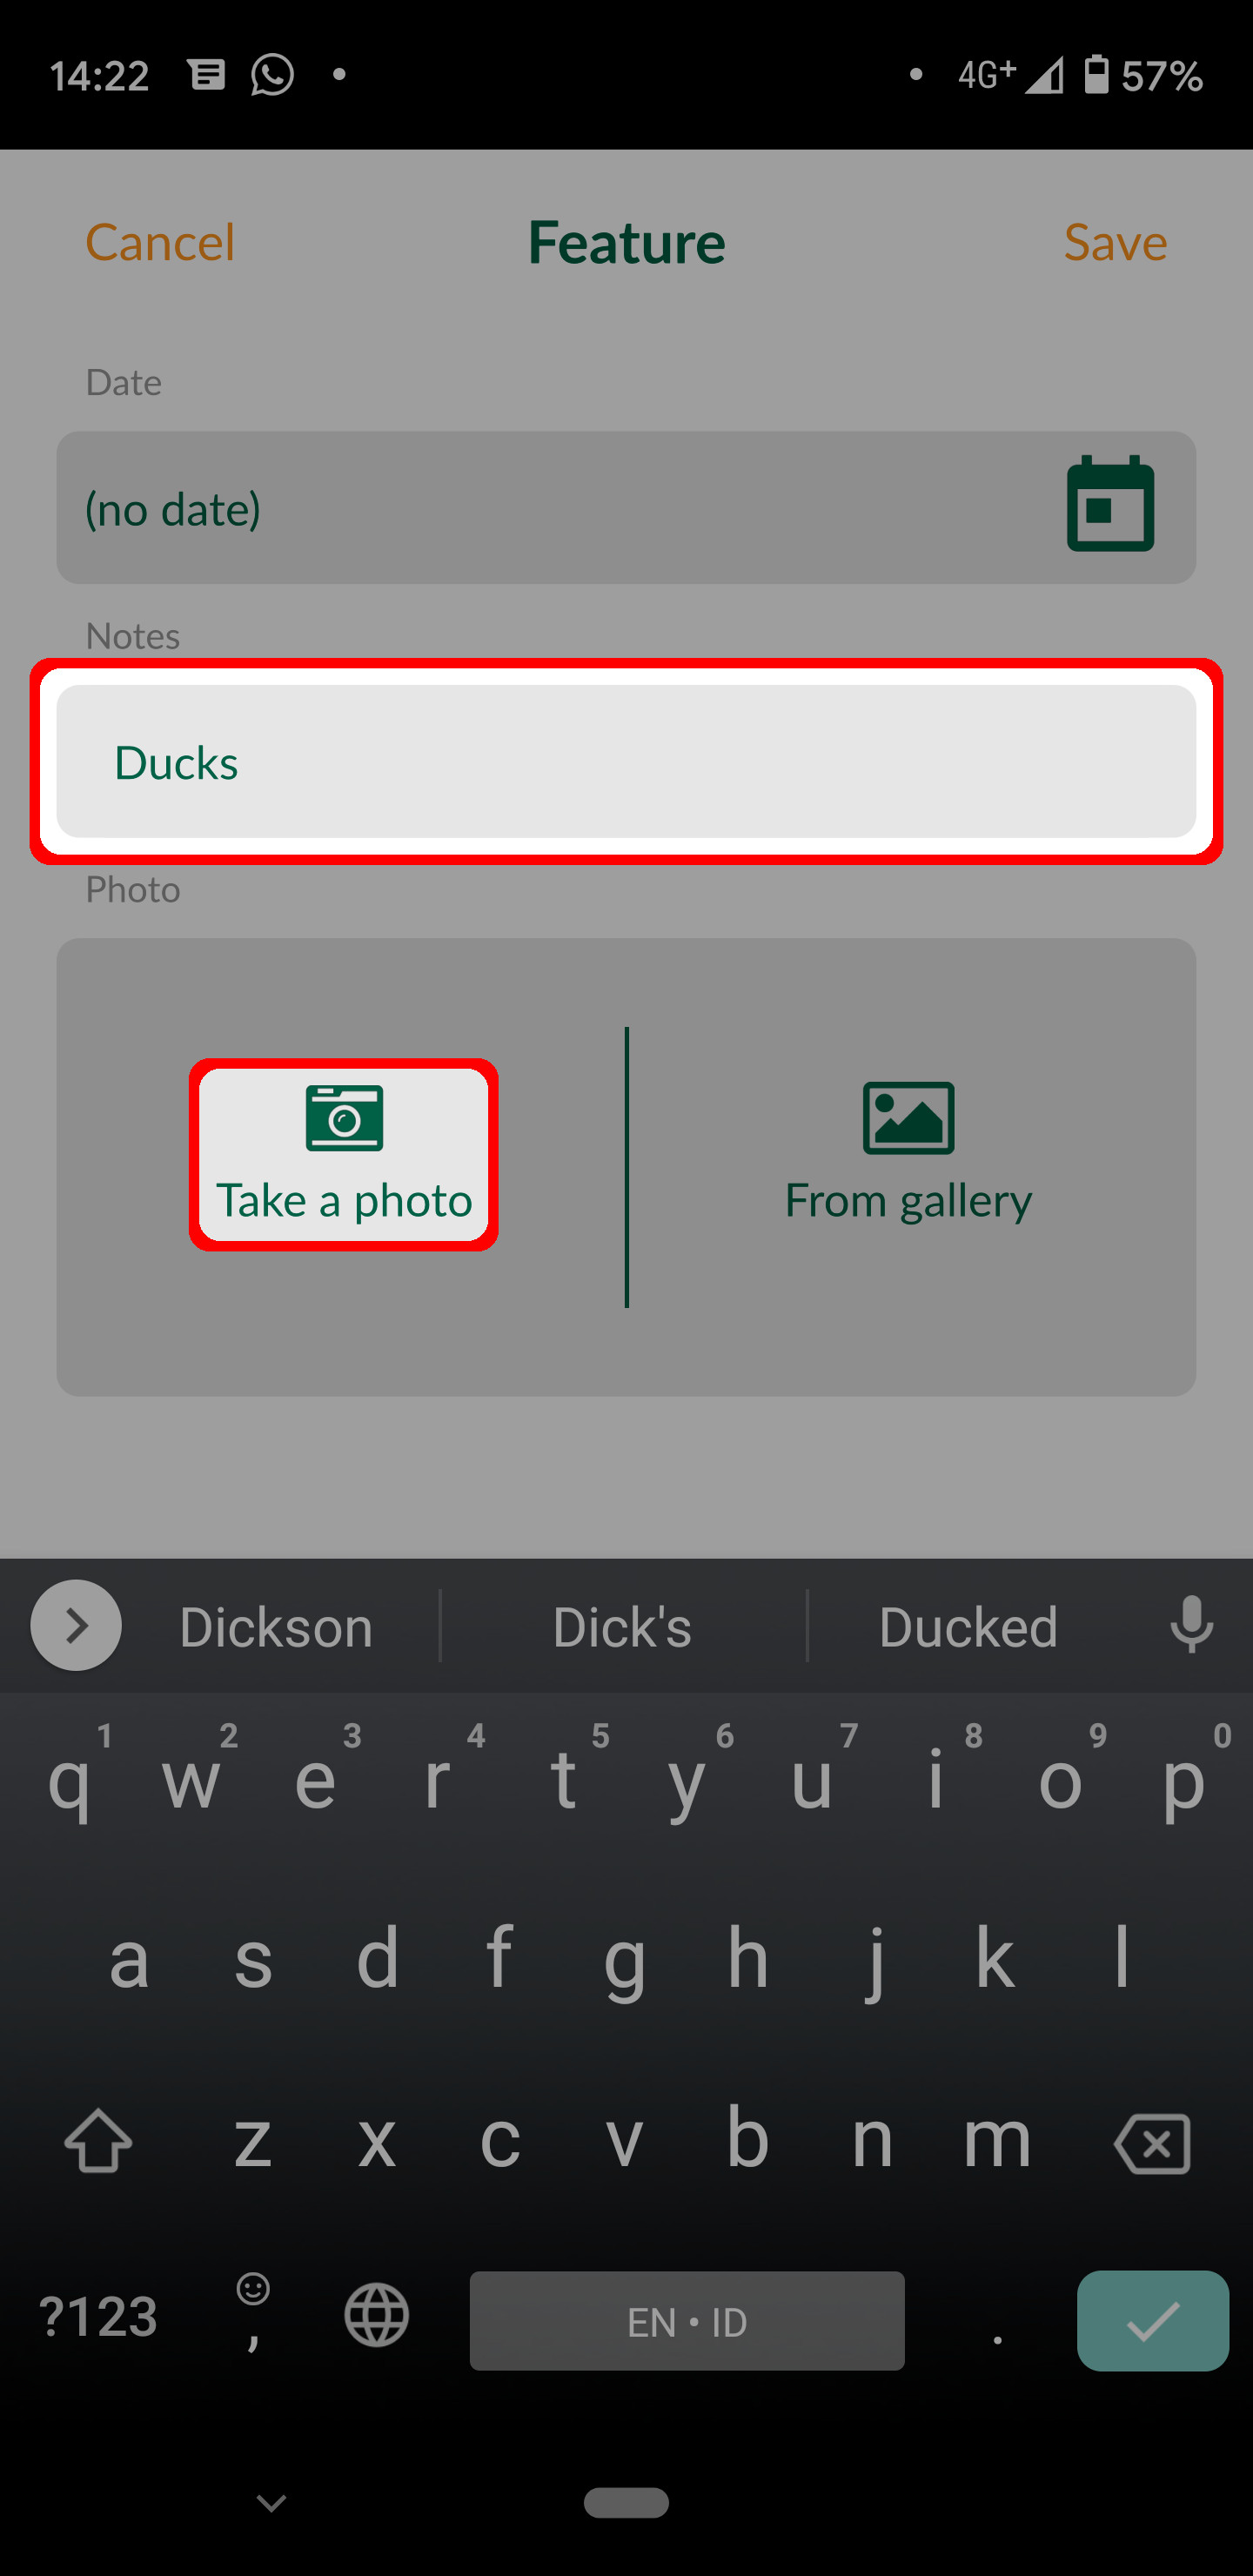 14:22 4G+ 57%
Cancel Feature Save
Date
(no date)
Notes
Ducks
Photo
Take a photo From gallery
Dickson Dick's Ducked
1 2 3 4 5 6 7 8 9 0
q w e r t y u i o p
a s d f g h j k l
z x c v b n m
?123 , EN • ID .